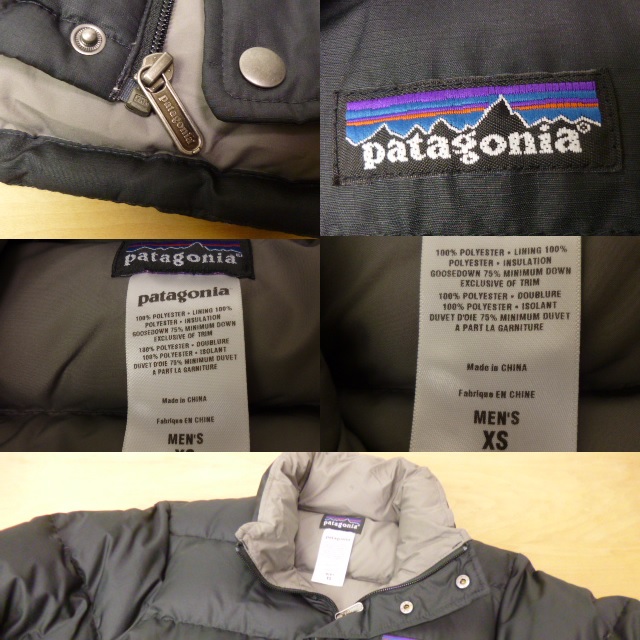 patagonia
patagonia®
patagonia®
patagonia
100% POLYESTER • LINING 100%
POLYESTER • INSULATION
GOOSEDOWN 75% MINIMUM DOWN
EXCLUSIVE OF TRIM
100% POLYESTER • DOUBLURE
100% POLYESTER • ISOLANT
DUVET D'OIE 75% MINIMUM DUVET
A PART LA GARNITURE
Made in CHINA
Fabriqué EN CHINE
MEN'S
100% POLYESTER • LINING 100%
POLYESTER • INSULATION
GOOSEDOWN 75% MINIMUM DOWN
EXCLUSIVE OF TRIM
100% POLYESTER • DOUBLURE
100% POLYESTER • ISOLANT
DUVET D'OIE 75% MINIMUM DUVET
A PART LA GARNITURE
Made in CHINA
Fabriqué EN CHINE
MEN'S
XS
patagonia